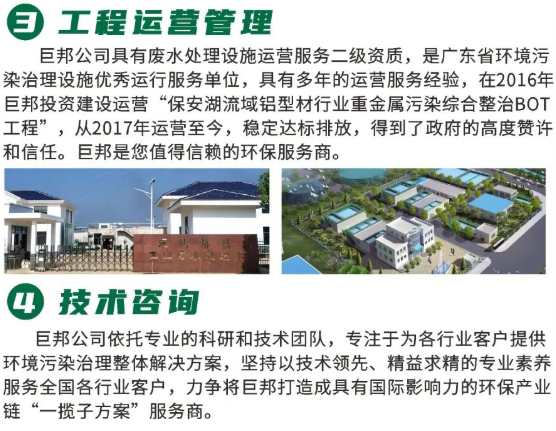 3 工程运营管理
巨邦公司具有废水处理设施运营服务二级资质，是广东省环境污
染治理设施优秀运行服务单位，具有多年的运营服务经验，在2016年
巨邦投资建设运营“保安湖流域铝型材行业重金属污染综合整治BOT
工程”，从2017年运营至今，稳定达标排放，得到了政府的高度赞许
和信任。巨邦是您值得信赖的环保服务商。
4 技术咨询
巨邦公司依托专业的科研和技术团队，专注于为各行业客户提供
环境污染治理整体解决方案，坚持以技术领先、精益求精的专业素养
服务全国各行业客户，力争将巨邦打造成具有国际影响力的环保产业
链“一揽子方案”服务商。